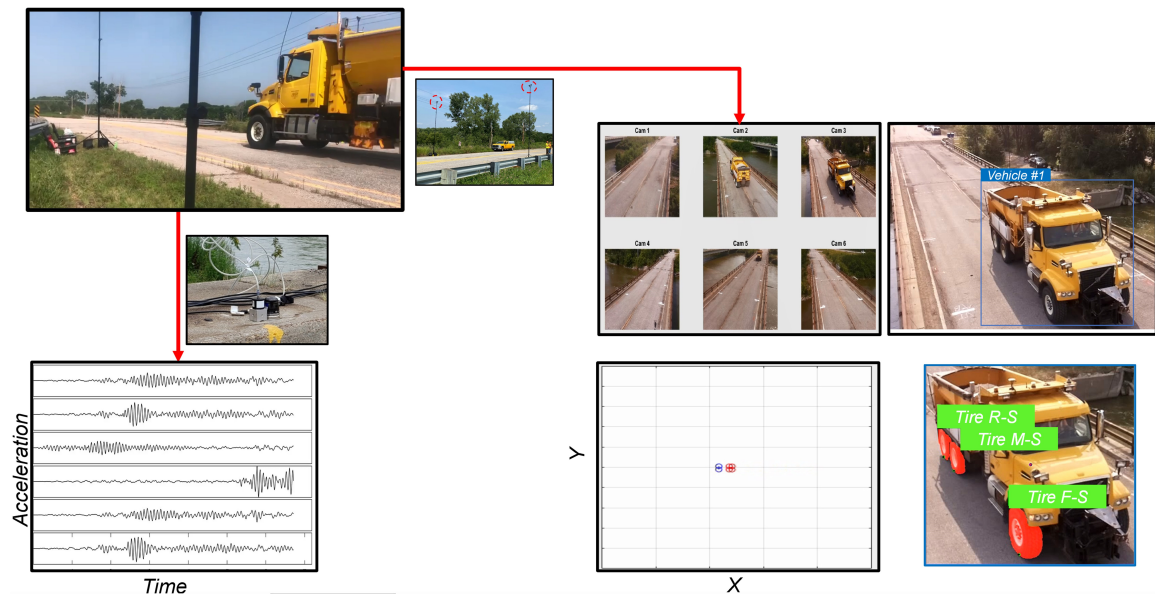 Cam 1
Cam 2
Cam 3
Vehicle #1
Cam 4
Cam 5
Cam 6
Acceleration
Time
Y
X
Tire R-S
Tire M-S
Tire F-S